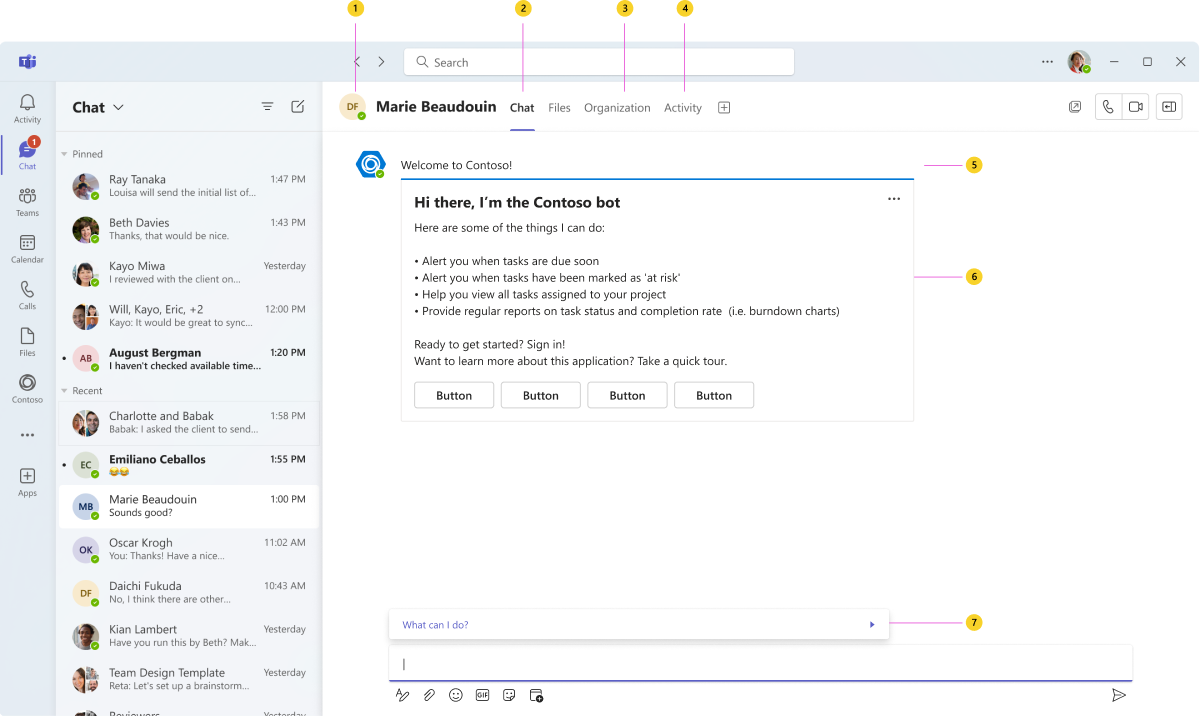 1 2 3 4
T
Search
Activity
1
Chat
Teams
Calendar
Calls
Files
Contoso
Apps
Chat
Pinned
Ray Tanaka 1:47 PM
Louisa will send the initial list of...
Beth Davies 1:43 PM
Thanks, that would be nice.
Kayo Miwa Yesterday
I reviewed with the client on...
Will, Kayo, Eric, +2 12:00 PM
Kayo: It would be great to sync...
AB August Bergman 1:20 PM
I haven't checked available time...
Recent
Charlotte and Babak 1:58 PM
Babak: I asked the client to send...
EC Emiliano Ceballos 1:55 PM
😂😂
MB Marie Beaudouin 1:00 PM
Sounds good?
OK Oscar Krogh 11:02 AM
You: Thanks! Have a nice...
DF Daichi Fukuda 10:43 AM
No, I think there are other...
Kian Lambert Yesterday
Have you run this by Beth? Mak...
Team Design Template Yesterday
Reta: Let's set up a brainstorm...
Reviewers Yesterday
DF Marie Beaudouin Chat Files Organization Activity
Welcome to Contoso! 5
Hi there, I'm the Contoso bot
Here are some of the things I can do:
• Alert you when tasks are due soon
• Alert you when tasks have been marked as 'at risk' 6
• Help you view all tasks assigned to your project
• Provide regular reports on task status and completion rate (i.e. burndown charts)
Ready to get started? Sign in!
Want to learn more about this application? Take a quick tour.
Button Button Button Button
What can I do? 7
GIF